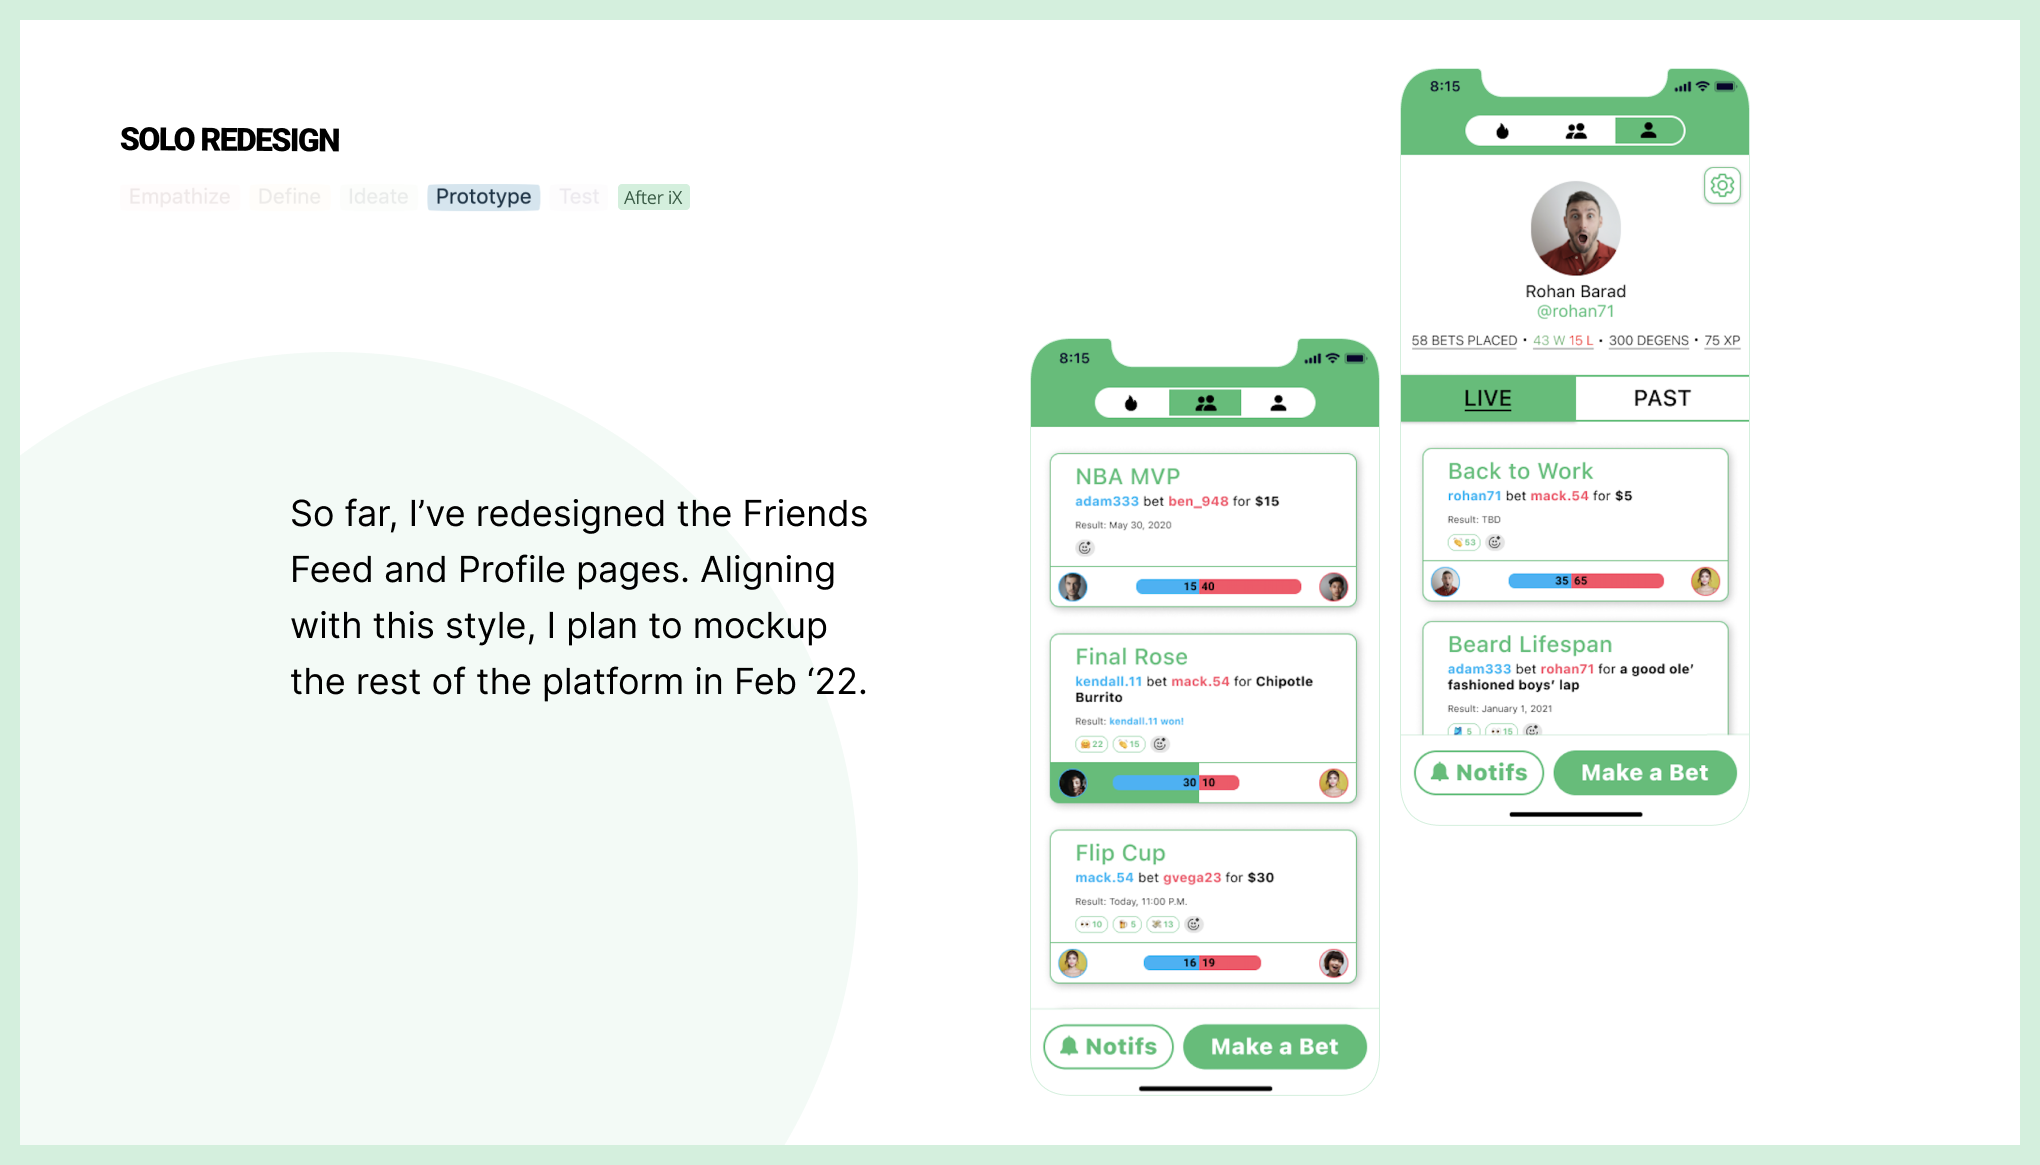 SOLO REDESIGN
Empathize Define Ideate Prototype Test After iX
So far, I’ve redesigned the Friends
Feed and Profile pages. Aligning
with this style, I plan to mockup
the rest of the platform in Feb ‘22.
8:15
NBA MVP
adam333 bet ben_948 for $15
Result: May 30, 2020
15 40
Final Rose
kendall.11 bet mack.54 for Chipotle
Burrito
Result: kendall.11 won!
22 15
30 10
Flip Cup
mack.54 bet gvega23 for $30
Result: Today, 11:00 P.M.
10 5 13
16 19
Notifs Make a Bet
8:15
Rohan Barad
@rohan71
58 BETS PLACED • 43 W 15 L • 300 DEGENS • 75 XP
LIVE PAST
Back to Work
rohan71 bet mack.54 for $5
Result: TBD
53
35 65
Beard Lifespan
adam333 bet rohan71 for a good ole’
fashioned boys’ lap
Result: January 1, 2021
5 15
Notifs Make a Bet